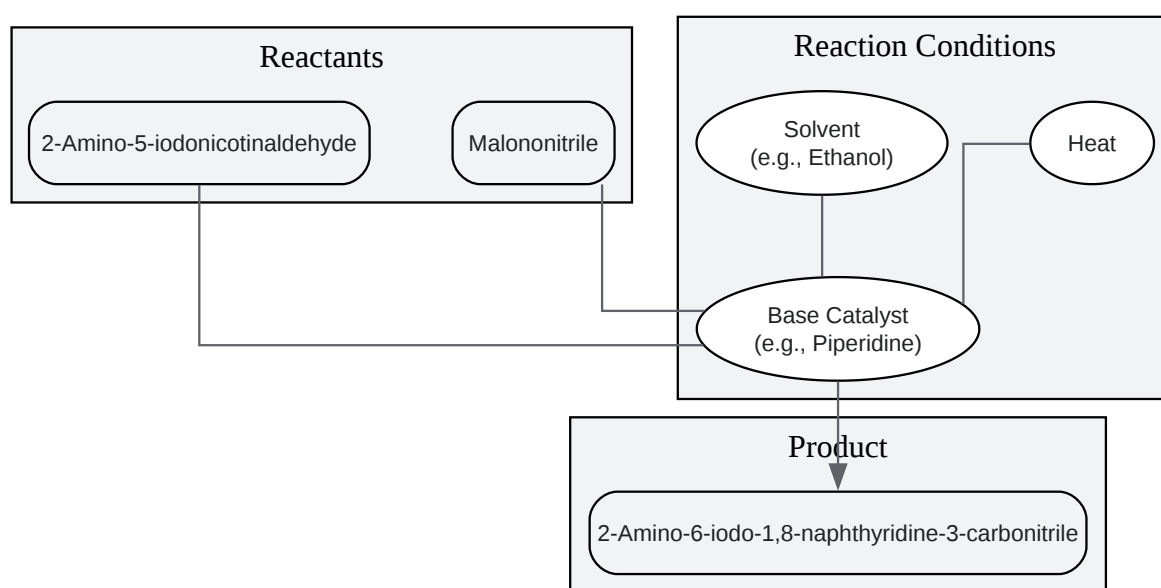 Reactants
2-Amino-5-iodonicotinaldehyde
Malononitrile
Reaction Conditions
Solvent
(e.g., Ethanol)
Heat
Base Catalyst
(e.g., Piperidine)
Product
2-Amino-6-iodo-1,8-naphthyridine-3-carbonitrile